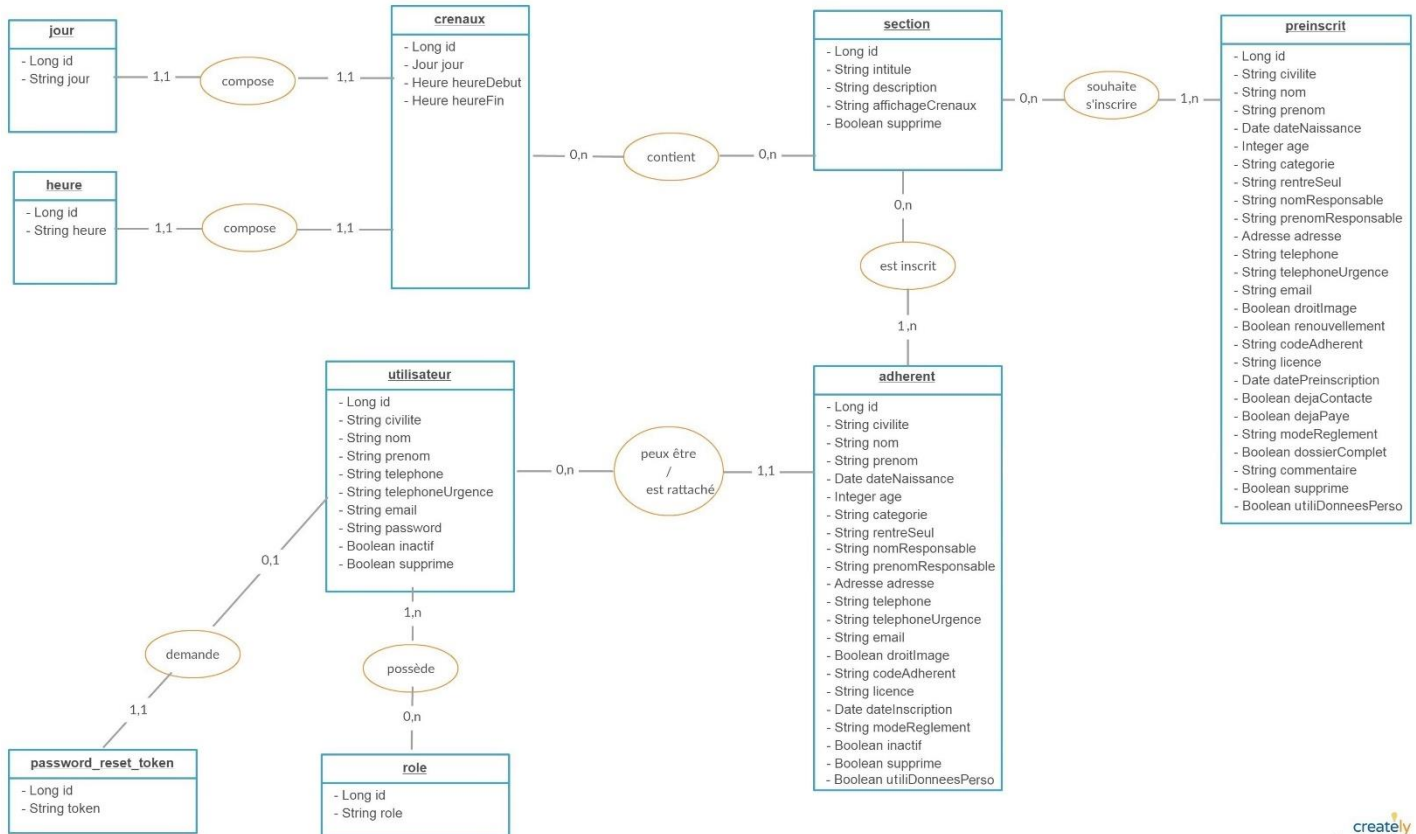 jour
- Long id
- String jour
1,1
compose
1,1
crenaux
- Long id
- Jour jour
- Heure heureDebut
- Heure heureFin
heure
- Long id
- String heure
1,1
compose
1,1
0,n
contient
0,n
section
- Long id
- String intitule
- String description
- String affichageCrenaux
- Boolean supprime
0,n
souhaite
s'inscrire
1,n
preinscrit
- Long id
- String civilite
- String nom
- String prenom
- Date dateNaissance
- Integer age
- String categorie
- String rentreSeul
- String nomResponsable
- String prenomResponsable
- Adresse adresse
- String telephone
- String telephoneUrgence
- String email
- Boolean droitImage
- Boolean renouvellement
- String codeAdherent
- String licence
- Date datePreinscription
- Boolean dejaContacte
- Boolean dejaPaye
- String modeReglement
- Boolean dossierComplet
- String commentaire
- Boolean supprime
- Boolean utiliDonneesPerso
0,n
est inscrit
1,n
utilisateur
- Long id
- String civilite
- String nom
- String prenom
- String telephone
- String telephoneUrgence
- String email
- String password
- Boolean inactif
- Boolean supprime
0,n
peux être
/
est rattaché
1,1
adherent
- Long id
- String civilite
- String nom
- String prenom
- Date dateNaissance
- Integer age
- String categorie
- String rentreSeul
- String nomResponsable
- String prenomResponsable
- Adresse adresse
- String telephone
- String telephoneUrgence
- String email
- Boolean droitImage
- String codeAdherent
- String licence
- Date dateInscription
- String modeReglement
- Boolean inactif
- Boolean supprime
- Boolean utiliDonneesPerso
0,1
demande
1,1
1,n
possède
0,n
password_reset_token
- Long id
- String token
role
- Long id
- String role
creately